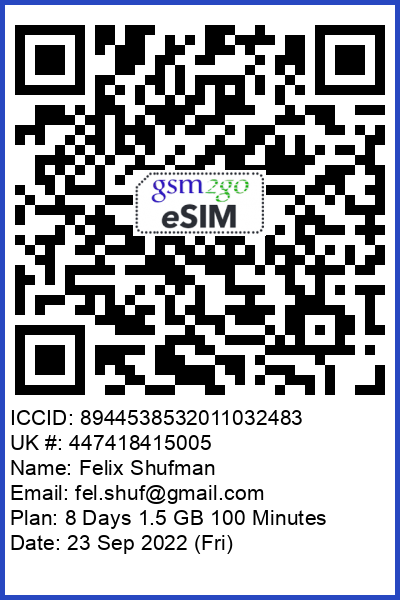 gsm2go
eSIM
ICCID: 8944538532011032483
UK #: 447418415005
Name: Felix Shufman
Email: fel.shuf@gmail.com
Plan: 8 Days 1.5 GB 100 Minutes
Date: 23 Sep 2022 (Fri)